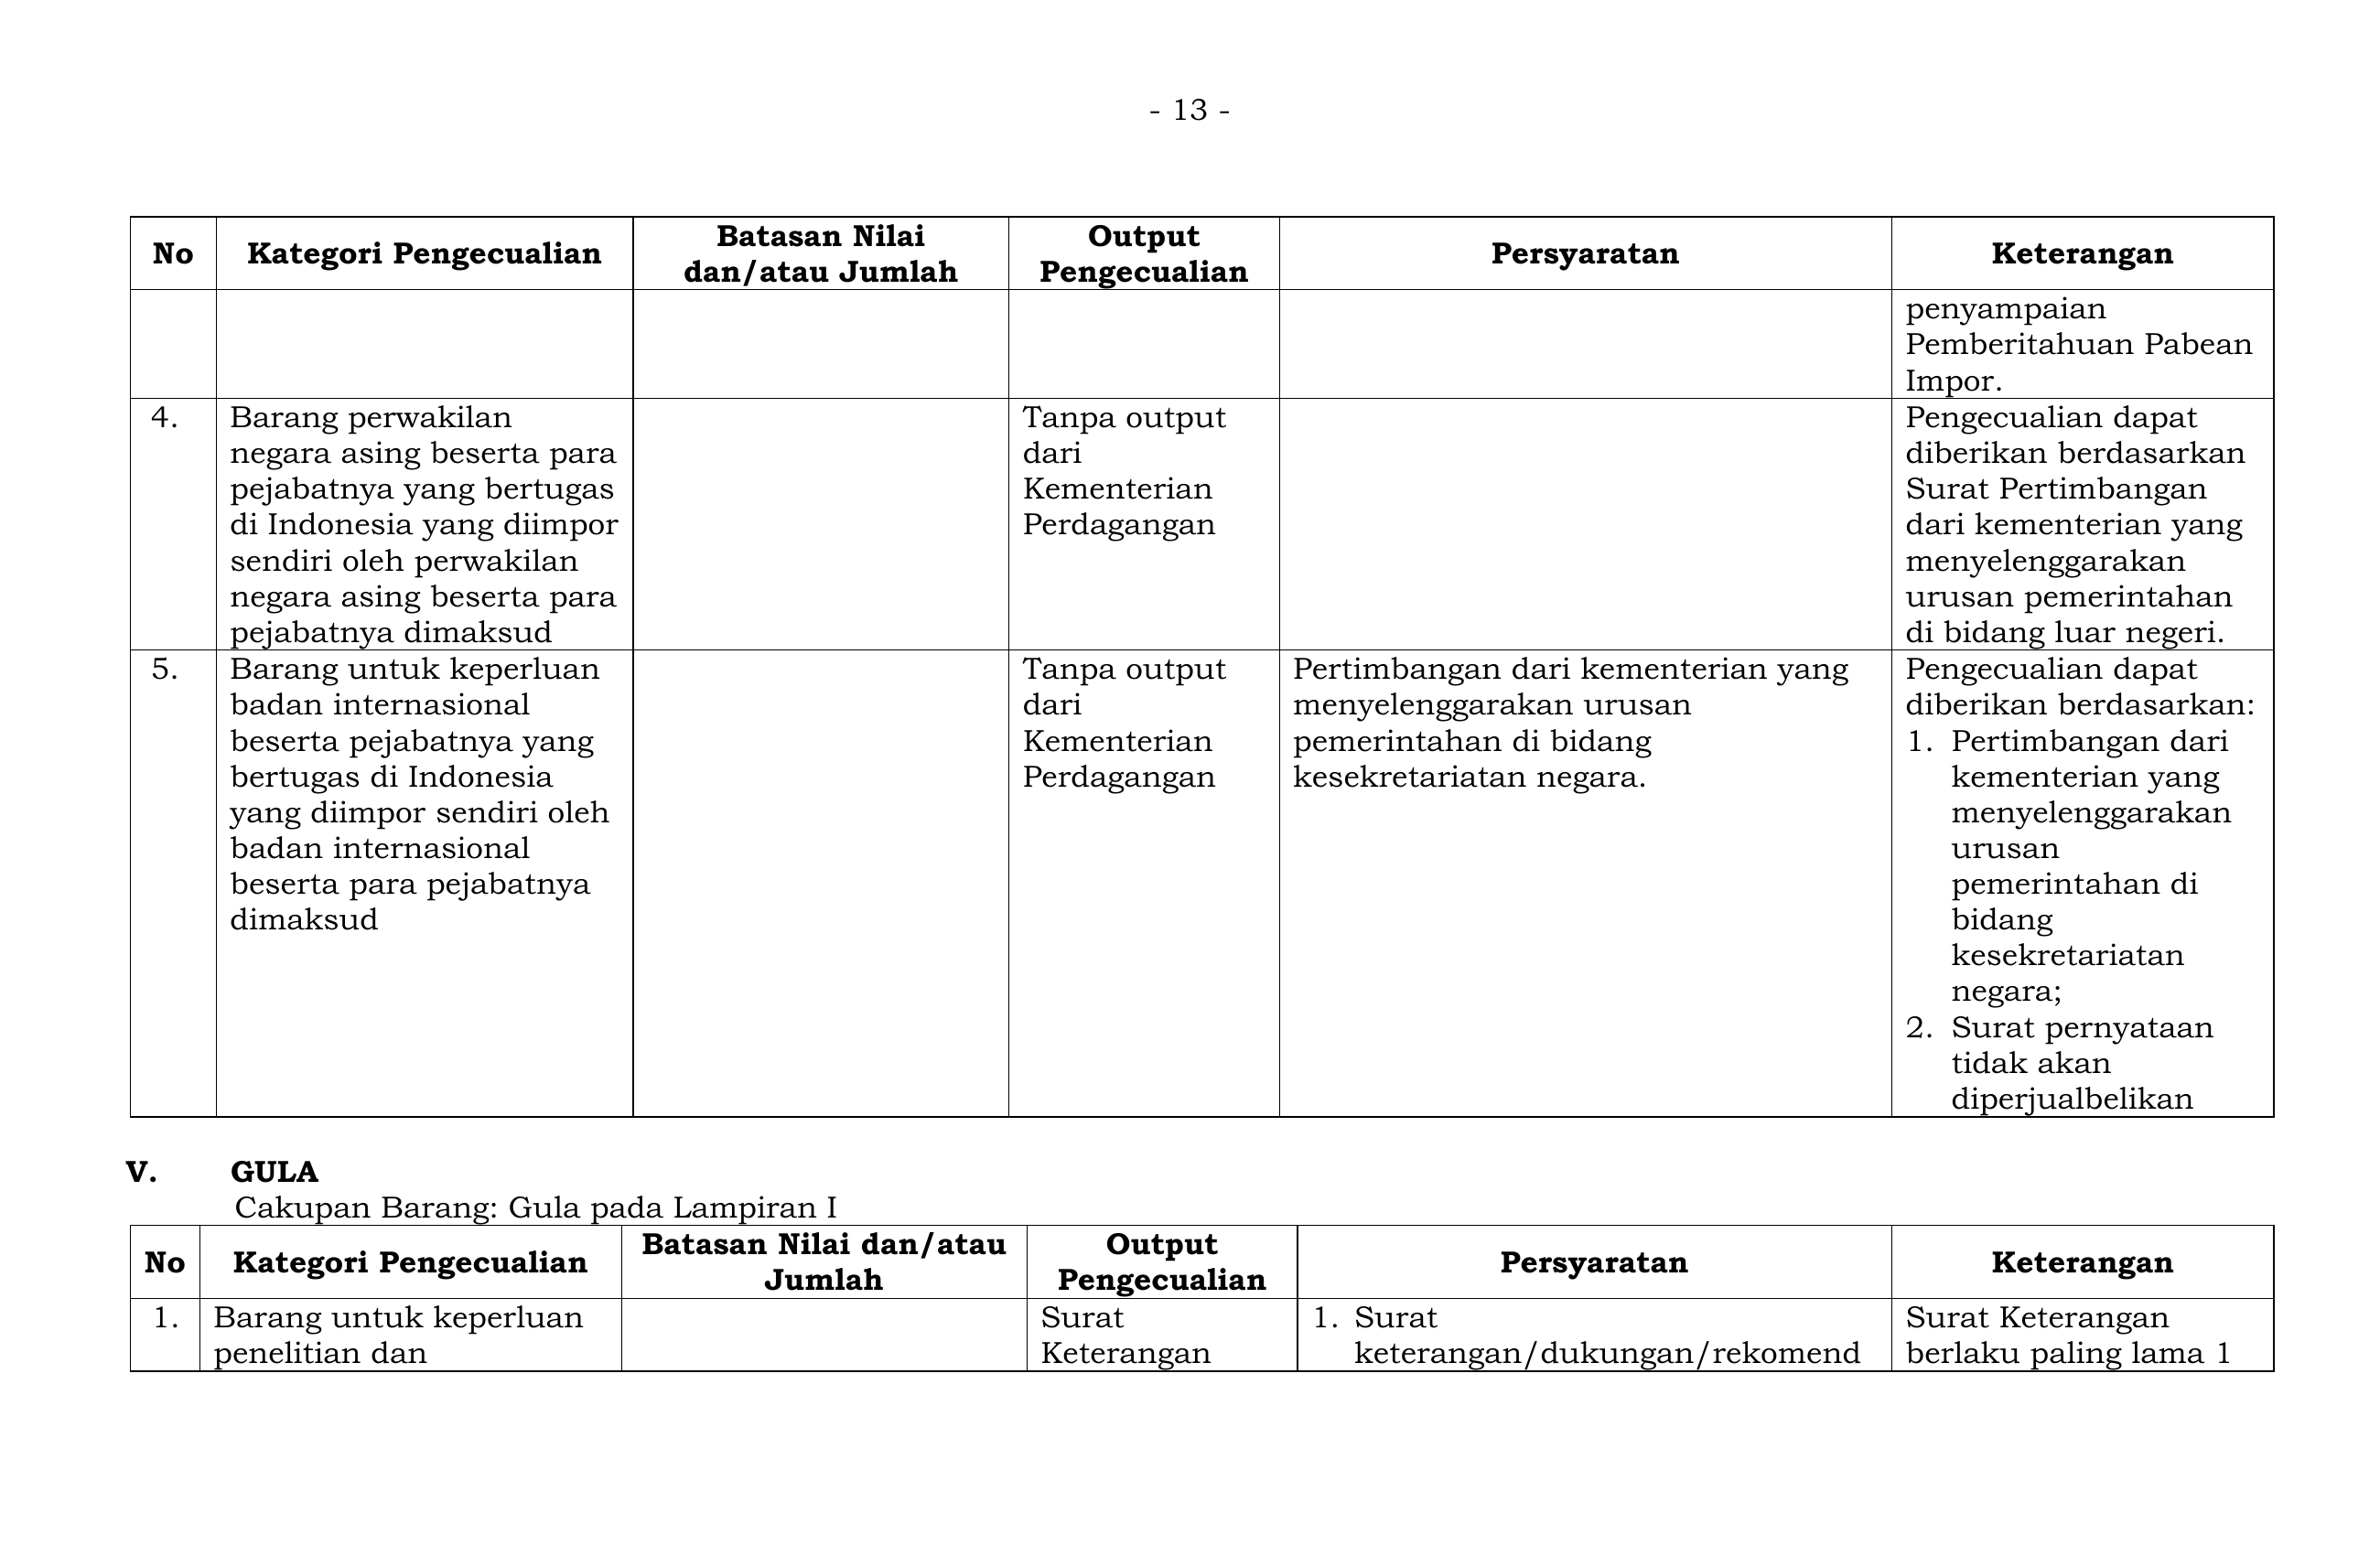 - 13 -
No
Kategori Pengecualian
Batasan Nilai
dan/atau Jumlah
Output
Pengecualian
Persyaratan
Keterangan
penyampaian
Pemberitahuan Pabean
Impor.
4.
Barang perwakilan
negara asing beserta para
pejabatnya yang bertugas
di Indonesia yang diimpor
sendiri oleh perwakilan
negara asing beserta para
pejabatnya dimaksud
Tanpa output
dari
Kementerian
Perdagangan
Pengecualian dapat
diberikan berdasarkan
Surat Pertimbangan
dari kementerian yang
menyelenggarakan
urusan pemerintahan
di bidang luar negeri.
5.
Barang untuk keperluan
badan internasional
beserta pejabatnya yang
bertugas di Indonesia
yang diimpor sendiri oleh
badan internasional
beserta para pejabatnya
dimaksud
Tanpa output
dari
Kementerian
Perdagangan
Pertimbangan dari kementerian yang
menyelenggarakan urusan
pemerintahan di bidang
kesekretariatan negara.
Pengecualian dapat
diberikan berdasarkan:
1. Pertimbangan dari
kementerian yang
menyelenggarakan
urusan
pemerintahan di
bidang
kesekretariatan
negara;
2. Surat pernyataan
tidak akan
diperjualbelikan
V. GULA
Cakupan Barang: Gula pada Lampiran I
No
Kategori Pengecualian
Batasan Nilai dan/atau
Jumlah
Output
Pengecualian
Persyaratan
Keterangan
1.
Barang untuk keperluan
penelitian dan
Surat
Keterangan
1. Surat
keterangan/dukungan/rekomend
Surat Keterangan
berlaku paling lama 1